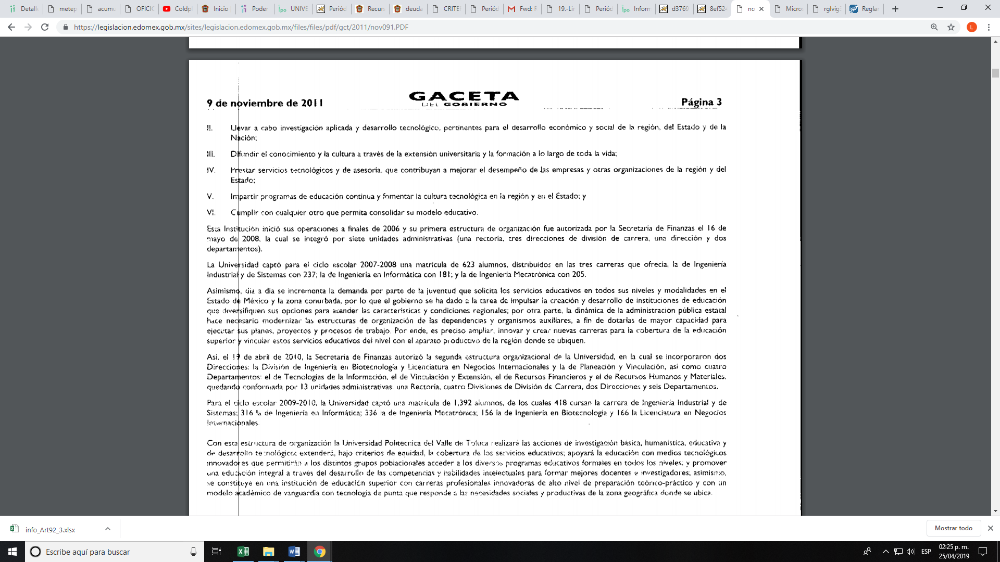 Detall
metep
acumu
OFICIO
Coldpl
Inicio |
Poder
UNIVE
Periód
Recurs
deuda
CRITER
Periód
Fwd: R
19.-Lin
Periód
Inform
d3769
8ef524
no
Micros
rglvig3
Reglam
https://legislacion.edomex.gob.mx/sites/legislacion.edomex.gob.mx/files/files/pdf/gct/2011/nov091.PDF
L
9 de noviembre de 2011
GACETA
DEL GOBIERNO
Página 3
II. Llevar a cabo investigación aplicada y desarrollo tecnológico, pertinentes para el desarrollo económico y social de la región, del Estado y de la
Nación;
III. Difundir el conocimiento y la cultura a través de la extensión universitaria y la formación a lo largo de toda la vida;
IV. Prestar servicios tecnológicos y de asesoría, que contribuyan a mejorar el desempeño de las empresas y otras organizaciones de la región y del
Estado;
V. Impartir programas de educación continua y fomentar la cultura tecnológica en la región y en el Estado; y
VI. Cumplir con cualquier otro que permita consolidar su modelo educativo.
Esta Institución inició sus operaciones a finales de 2006 y su primera estructura de organización fue autorizada por la Secretaría de Finanzas el 16 de
mayo de 2008, la cual se integró por siete unidades administrativas (una rectoría, tres direcciones de división de carrera, una dirección y dos
departamentos).
La Universidad captó para el ciclo escolar 2007-2008 una matrícula de 623 alumnos, distribuidos en las tres carreras que ofrecía, la de Ingeniería
Industrial y de Sistemas con 237; la de Ingeniería en Informática con 181; y la de Ingeniería Mecatrónica con 205.
Asimismo, día a día se incrementa la demanda por parte de la juventud que solicita los servicios educativos en todos sus niveles y modalidades en el
Estado de México y la zona conurbada, por lo que el gobierno se ha dado a la tarea de impulsar la creación y desarrollo de instituciones de educación
que diversifiquen sus opciones para atender las características y condiciones regionales; por otra parte, la dinámica de la administración pública estatal
hace necesario modernizar las estructuras de organización de las dependencias y organismos auxiliares, a fin de dotarlas de mayor capacidad para
ejecutar sus planes, proyectos y procesos de trabajo. Por ende, es preciso ampliar, innovar y crear nuevas carreras para la cobertura de la educación
superior y vincular estos servicios educativos del nivel con el aparato productivo de la región donde se ubiquen.
Así, el 19 de abril de 2010, la Secretaría de Finanzas autorizó la segunda estructura organizacional de la Universidad, en la cual se incorporaron dos
Direcciones: la División de Ingeniería en Biotecnología y Licenciatura en Negocios Internacionales y la de Planeación y Vinculación, así como cuatro
Departamentos: el de Tecnologías de la Información, el de Vinculación y Extensión, el de Recursos Financieros y el de Recursos Humanos y Materiales,
quedando conformada por 13 unidades administrativas: una Rectoría, cuatro Divisiones de División de Carrera, dos Direcciones y seis Departamentos.
Para el ciclo escolar 2009-2010, la Universidad captó una matrícula de 1,392 alumnos, de los cuales 418 cursan la carrera de Ingeniería Industrial y de
Sistemas; 316 la de Ingeniería en Informática; 336 la de Ingeniería Mecatrónica; 156 la de Ingeniería en Biotecnología y 166 la Licenciatura en Negocios
Internacionales.
Con esta estructura de organización la Universidad Politécnica del Valle de Toluca realizará las acciones de investigación básica, humanística, educativa y
de desarrollo tecnológico; extenderá, bajo criterios de equidad, la cobertura de los servicios educativos; apoyará la educación con medios tecnológicos
innovadores que permitirán a los distintos grupos poblacionales acceder a los diversos programas educativos formales en todos los niveles; y promover
una educación integral a través del desarrollo de las competencias y habilidades intelectuales para formar mejores docentes e investigadores; asimismo,
se constituye en una institución de educación superior con carreras profesionales innovadoras de alto nivel de preparación teórico-práctico y con un
modelo académico de vanguardia con tecnología de punta que responde a las necesidades sociales y productivas de la zona geográfica donde se ubica.
info_Art92_3.xlsx
Mostrar todo
Escribe aquí para buscar
ESP
02:25 p. m.
25/04/2019